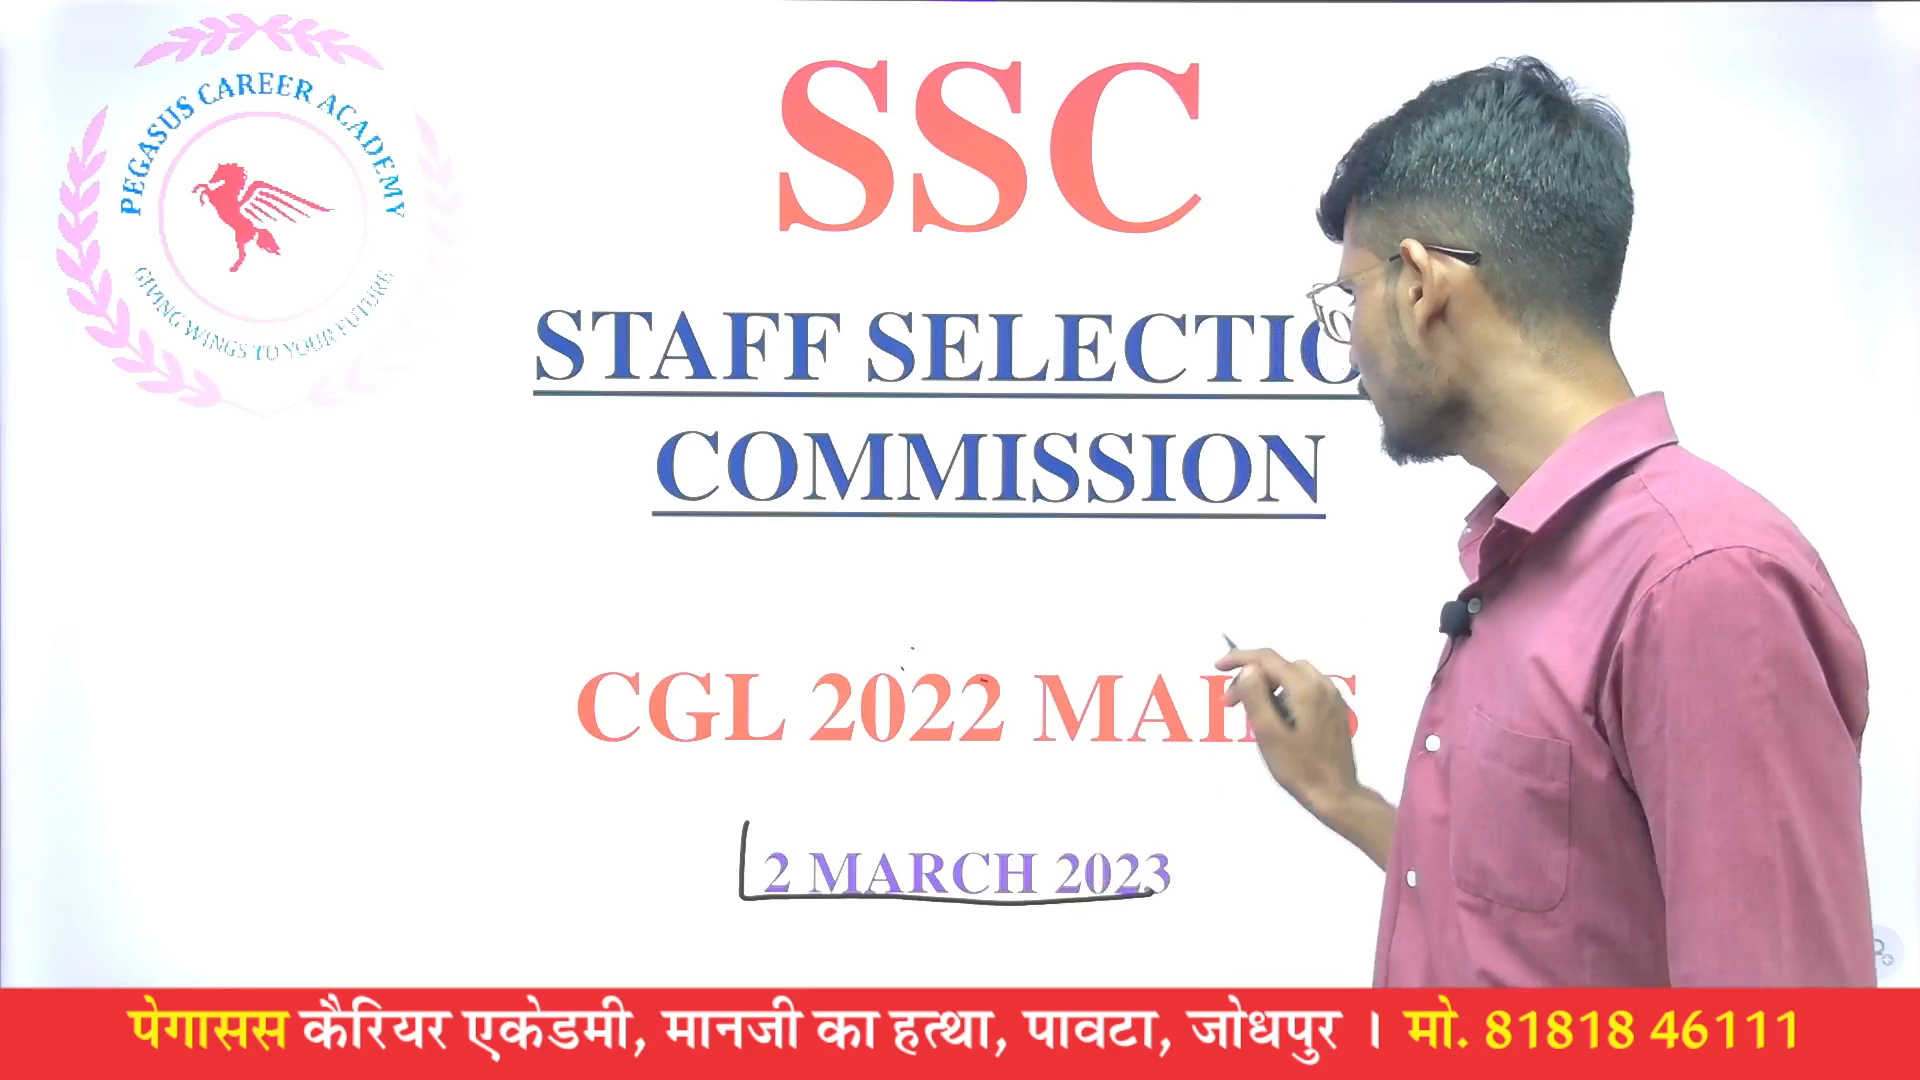 PEGASUS CAREER ACADEMY
GIVING WINGS TO YOUR FUTURE
SSC
STAFF SELECTIO
COMMISSION
CGL 2022
2 MARCH 2023
पेगासस कैरियर एकेडमी, मानजी का हत्था, पावटा, जोधपुर । मो. 81818 46111